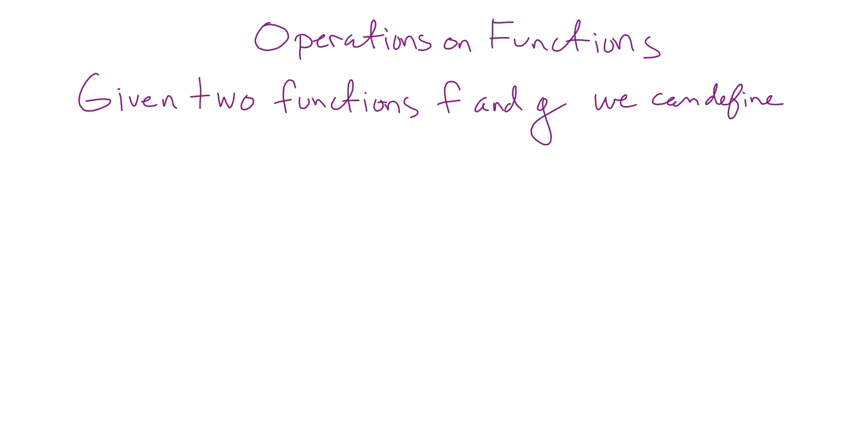 Operations on Functions
Given two functions f and g we can define